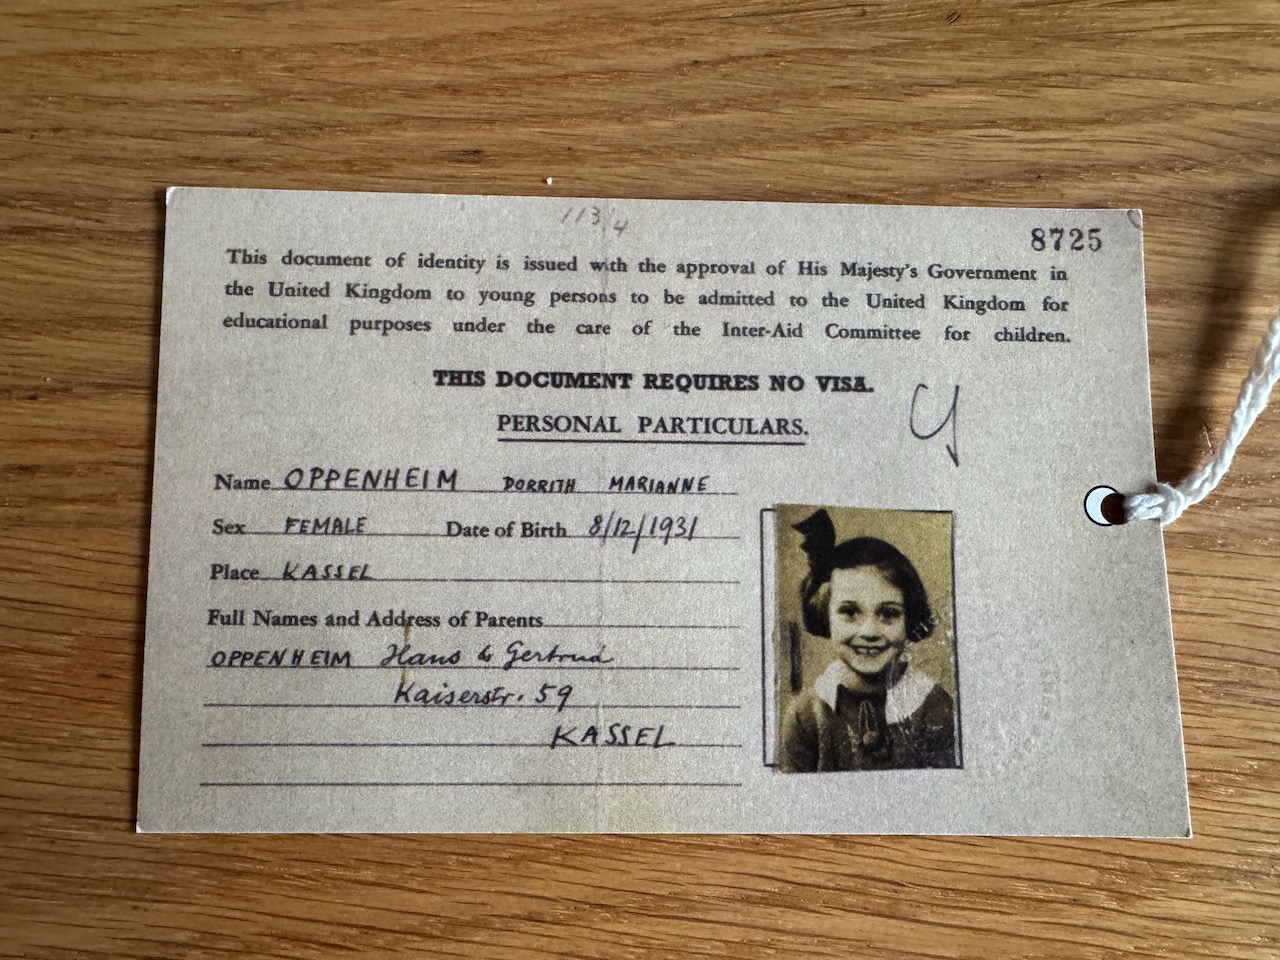 113/4
8725
This document of identity is issued with the approval of His Majesty's Government in
the United Kingdom to young persons to be admitted to the United Kingdom for
educational purposes under the care of the Inter-Aid Committee for children.
THIS DOCUMENT REQUIRES NO VISA.
PERSONAL PARTICULARS.
Name OPPENHEIM DORRITH MARIANNE
Sex FEMALE Date of Birth 8/12/1931
Place KASSEL
Full Names and Address of Parents
OPPENHEIM Hans & Gertrud
Kaiserstr. 59
KASSEL